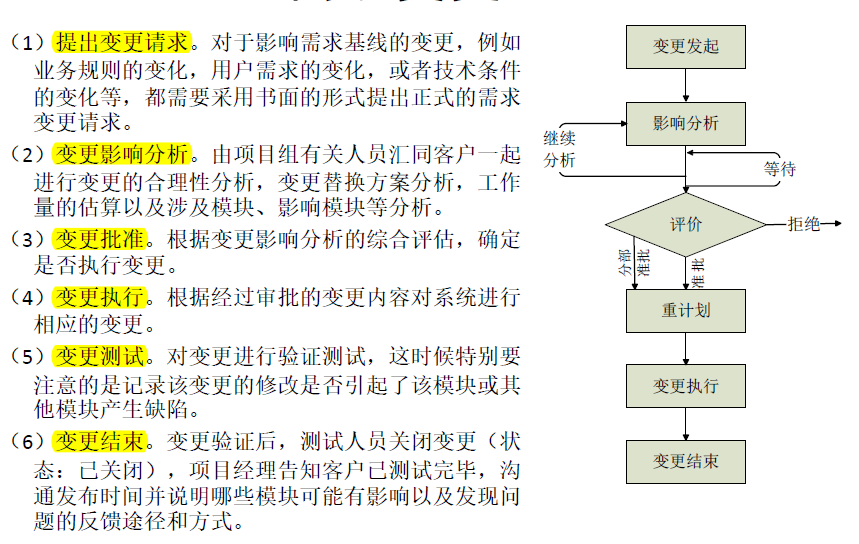 （1）提出变更请求。对于影响需求基线的变更，例如
业务规则的变化，用户需求的变化，或者技术条件
的变化等，都需要采用书面的形式提出正式的需求
变更请求。
（2）变更影响分析。由项目组有关人员汇同客户一起
进行变更的合理性分析，变更替换方案分析，工作
量的估算以及涉及模块、影响模块等分析。
（3）变更批准。根据变更影响分析的综合评估，确定
是否执行变更。
（4）变更执行。根据经过审批的变更内容对系统进行
相应的变更。
（5）变更测试。对变更进行验证测试，这时候特别要
注意的是记录该变更的修改是否引起了该模块或其
他模块产生缺陷。
（6）变更结束。变更验证后，测试人员关闭变更（状
态：已关闭），项目经理告知客户已测试完毕，沟
通发布时间并说明哪些模块可能有影响以及发现问
题的反馈途径和方式。
变更发起
影响分析
继续
分析
等待
评价
拒绝
分部
准批
准批
重计划
变更执行
变更结束